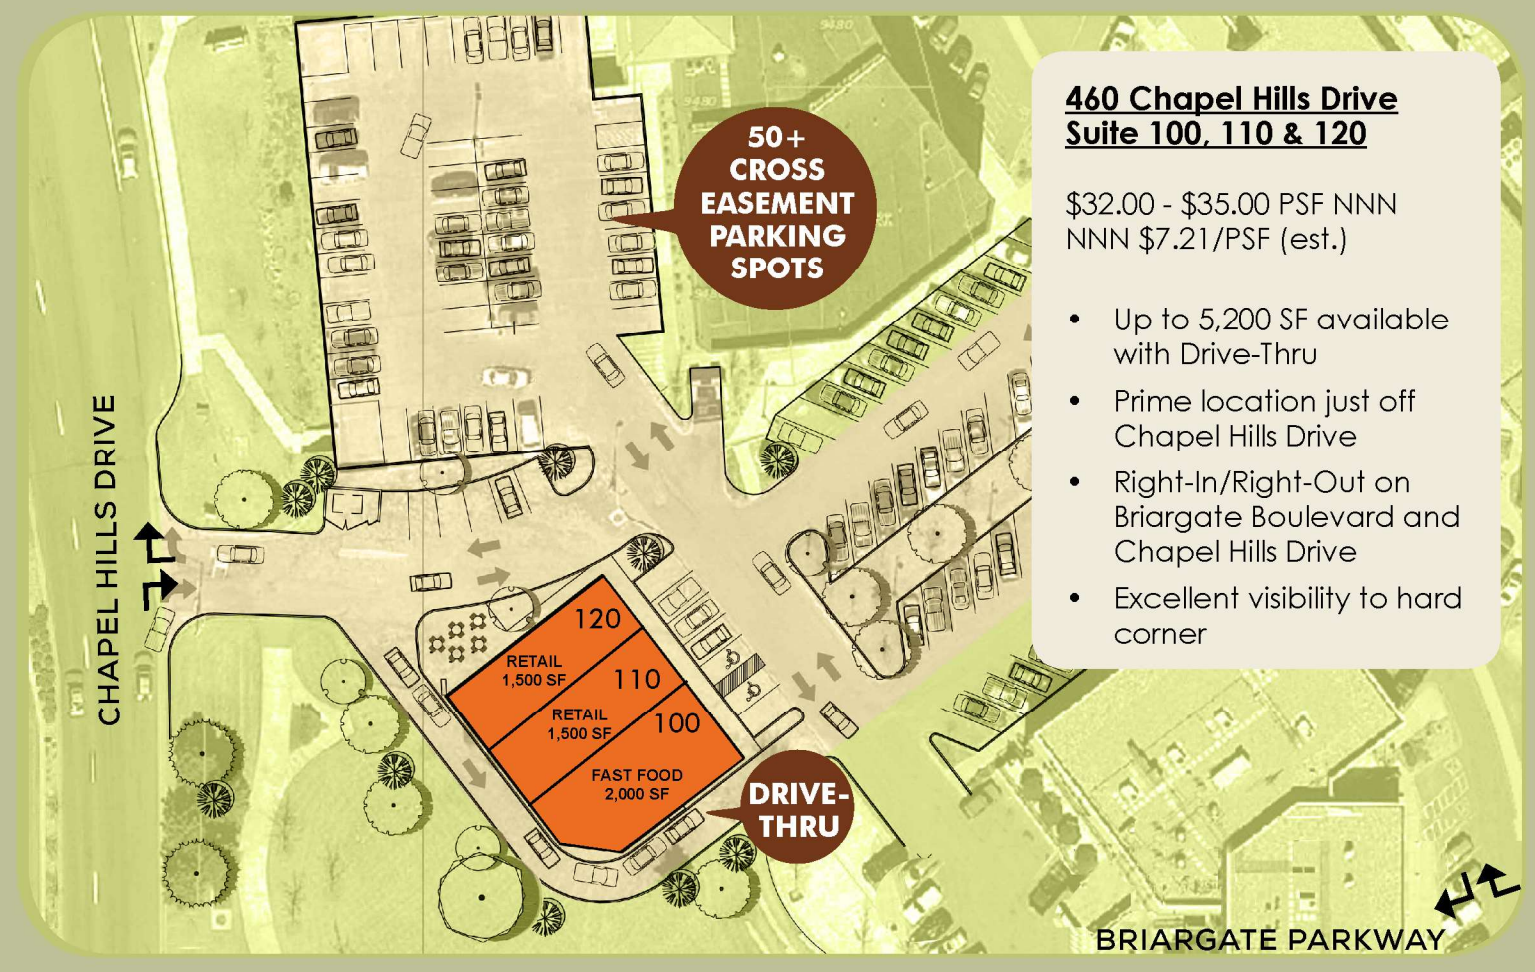 9480
9480
50+
CROSS
EASEMENT
PARKING
SPOTS
460 Chapel Hills Drive
Suite 100, 110 & 120
$32.00 - $35.00 PSF NNN
NNN $7.21/PSF (est.)
• Up to 5,200 SF available
with Drive-Thru
• Prime location just off
Chapel Hills Drive
• Right-In/Right-Out on
Briargate Boulevard and
Chapel Hills Drive
• Excellent visibility to hard
corner
CHAPEL HILLS DRIVE
120
RETAIL
1,500 SF
110
RETAIL
1,500 SF
100
FAST FOOD
2,000 SF
DRIVE-
THRU
BRIARGATE PARKWAY